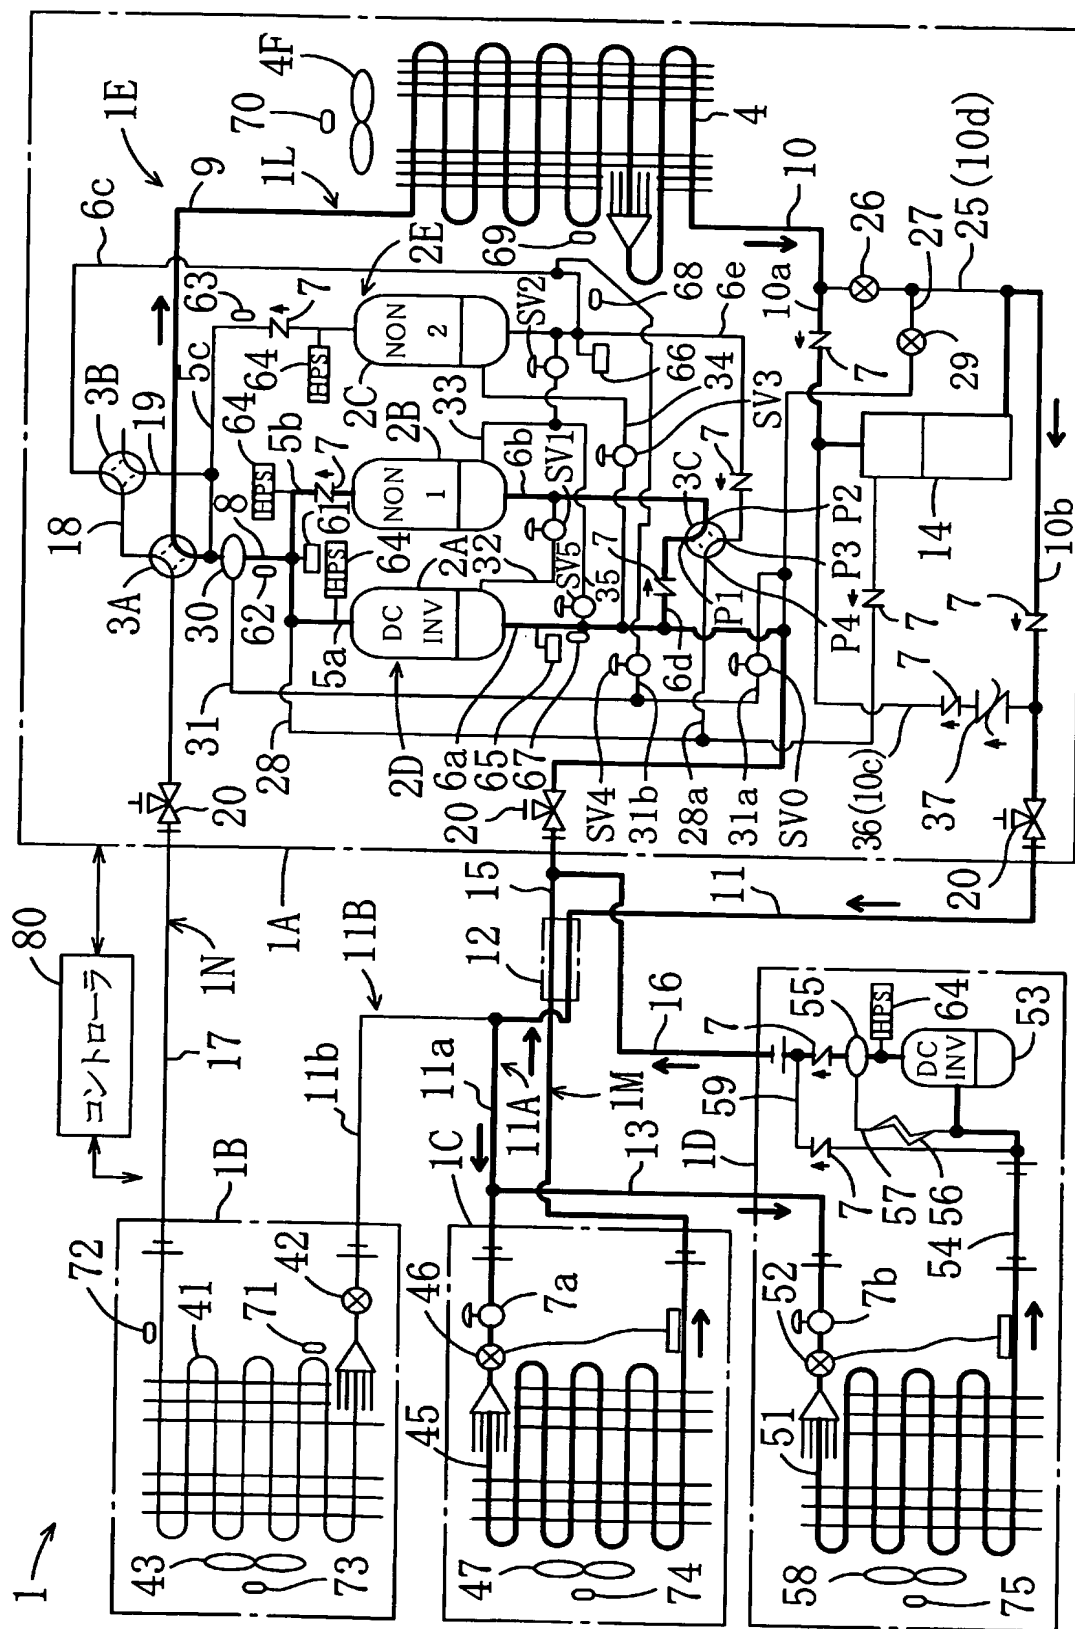 1
80
コントローラ
72
43
73
41
71
42
1B
17
1N
20
11b
11B
1A
31
28
18
3A
30
62
8
61
3B
19
5c
5b
5a
64
HPS
64
HPS
64
HPS
6c
63
7
7
9
1E
1L
70
4F
4
69
DC
INV
2A
2D
NON
1
2B
NON
2
2C
2E
32
33
6a
65
67
20
6b
SV1
SV2
SV5
35
7
6d
SV4
31b
28a
31a
SV0
P1
P4
P3
P2
3C
7
SV3
34
66
6e
68
10
10a
26
27
25(10d)
29
7
14
10b
7
7
7
36(10c)
37
20
47
74
45
46
7a
1C
11a
11A
1M
12
15
11
13
16
58
75
51
52
7b
1D
54
56
57
7
59
7
55
64
HPS
DC
INV
53